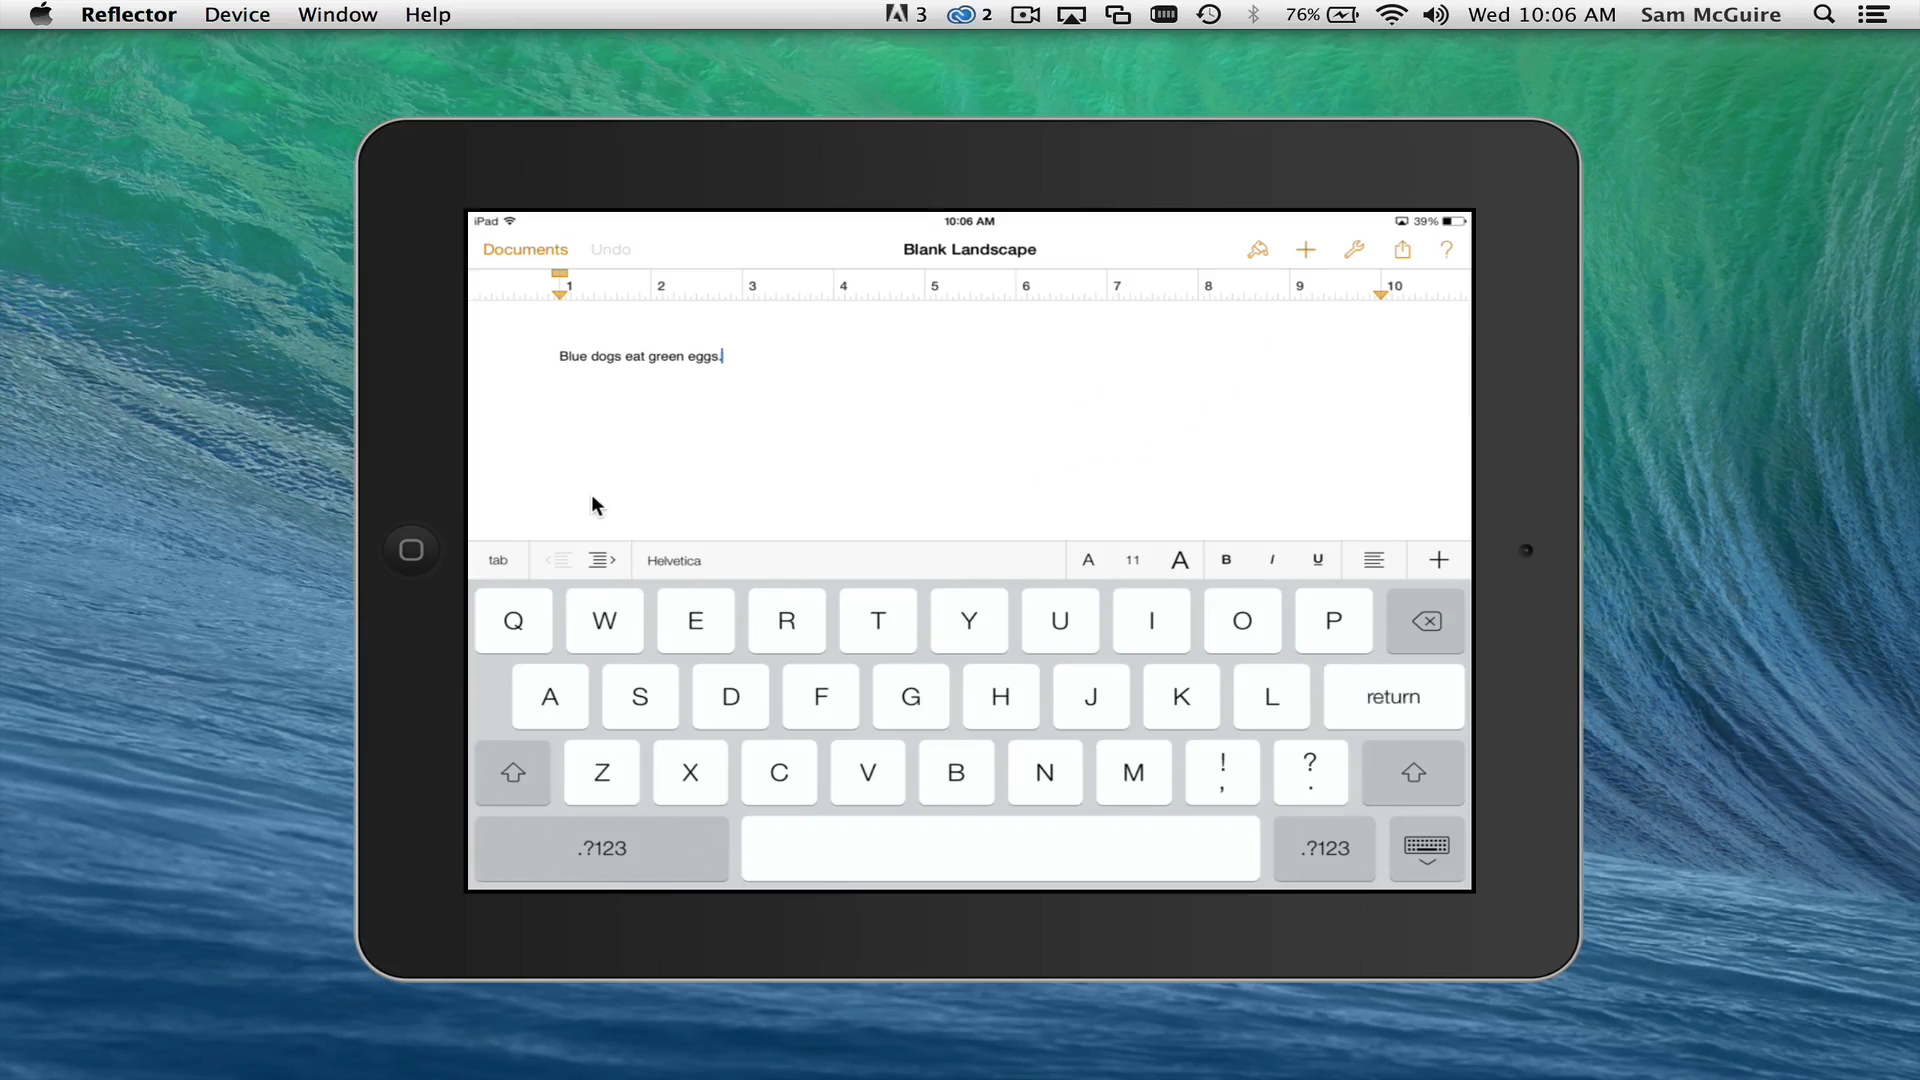 Reflector Device Window Help 3 2 76% Wed 10:06 AM Sam McGuire
iPad 10:06 AM 39%
Documents Undo Blank Landscape + ?
1 2 3 4 5 6 7 8 9 10
Blue dogs eat green eggs.
tab Helvetica A 11 A B I U +
Q W E R T Y U I O P
A S D F G H J K L return
Z X C V B N M ! , ? .
.?123 .?123